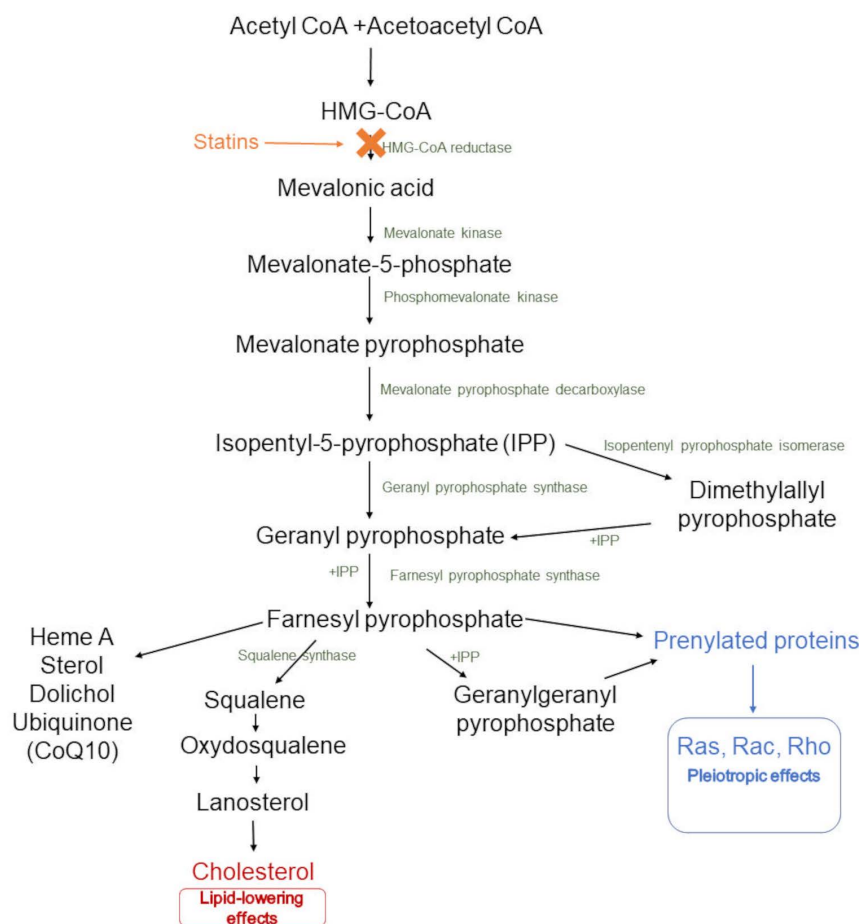 Acetyl CoA +Acetoacetyl CoA
HMG-CoA
Statins
HMG-CoA reductase
Mevalonic acid
Mevalonate kinase
Mevalonate-5-phosphate
Phosphomevalonate kinase
Mevalonate pyrophosphate
Mevalonate pyrophosphate decarboxylase
Isopentyl-5-pyrophosphate (IPP)
Isopentenyl pyrophosphate isomerase
Geranyl pyrophosphate synthase
Dimethylallyl
pyrophosphate
Geranyl pyrophosphate
+IPP
+IPP
Farnesyl pyrophosphate synthase
Farnesyl pyrophosphate
Heme A
Sterol
Dolichol
Ubiquinone
(CoQ10)
Squalene synthase
+IPP
Prenylated proteins
Squalene
Geranylgeranyl
pyrophosphate
Oxydosqualene
Ras, Rac, Rho
Pleiotropic effects
Lanosterol
Cholesterol
Lipid-lowering
effects